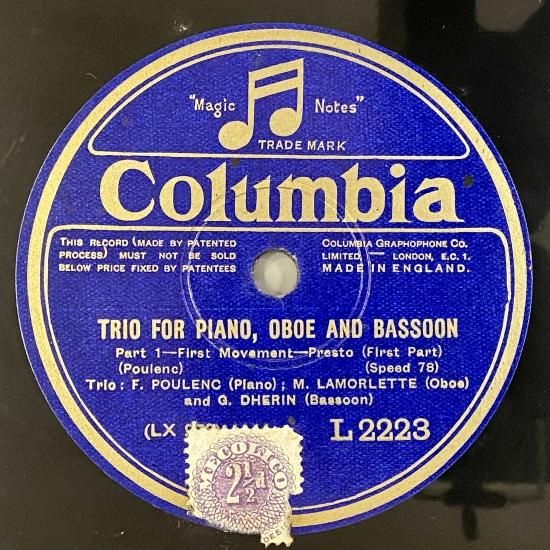 "Magic Notes"
TRADE MARK
Columbia
THIS RECORD (MADE BY PATENTED
PROCESS) MUST NOT BE SOLD
BELOW PRICE FIXED BY PATENTEES
COLUMBIA GRAPHOPHONE CO.
LIMITED, — LONDON, E.C. 1.
MADE IN ENGLAND.
TRIO FOR PIANO, OBOE AND BASSOON
Part 1—First Movement—Presto (First Part)
(Poulenc) (Speed 78)
Trio: F. POULENC (Piano); M. LAMORLETTE (Oboe)
and G. DHERIN (Bassoon)
(LX L 2223
MECOLICO
2½d